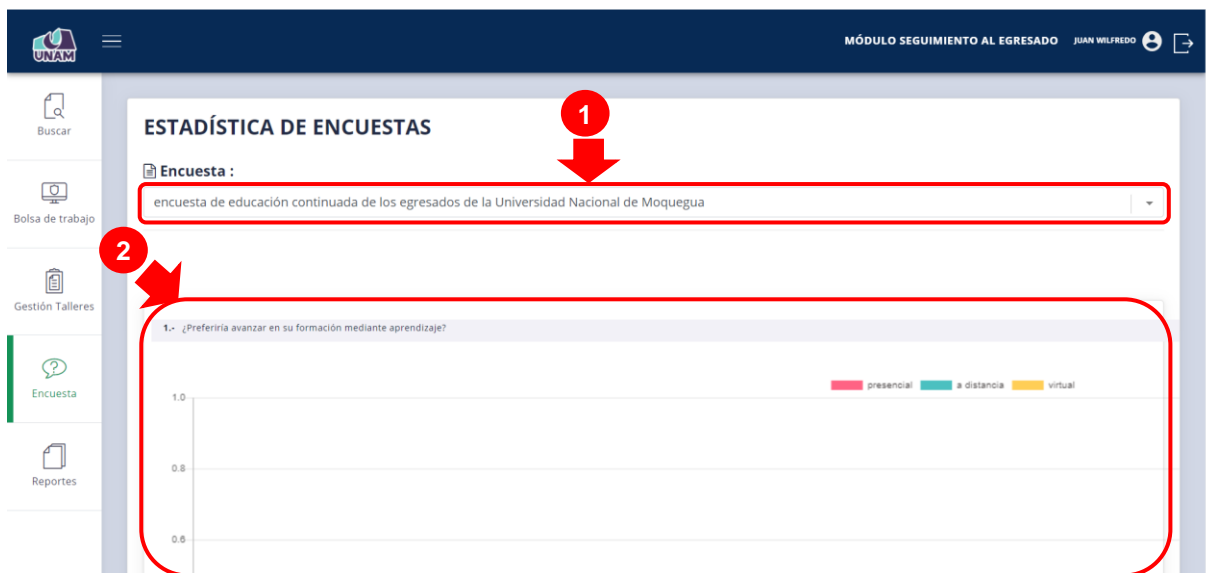 UNAM
MÓDULO SEGUIMIENTO AL EGRESADO JUAN WILFREDO
Buscar
Bolsa de trabajo
Gestión Talleres
Encuesta
Reportes
ESTADÍSTICA DE ENCUESTAS
1
Encuesta :
encuesta de educación continuada de los egresados de la Universidad Nacional de Moquegua
2
1.- ¿Preferiría avanzar en su formación mediante aprendizaje?
presencial a distancia virtual
1.0
0.8
0.6